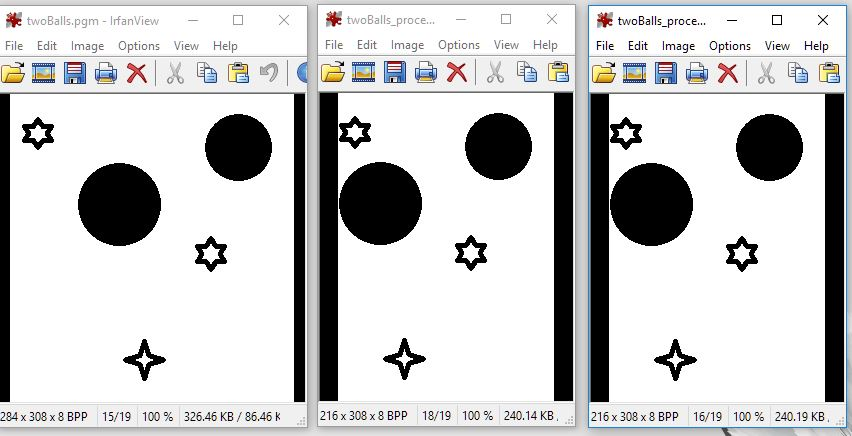 twoBalls.pgm - IrfanView
File Edit Image Options View Help
284 x 308 x 8 BPP 15/19 100 % 326.46 KB / 86.46 K
twoBalls_proce...
File Edit Image Options View Help
216 x 308 x 8 BPP 18/19 100 % 240.14 KB
twoBalls_proce...
File Edit Image Options View Help
216 x 308 x 8 BPP 16/19 100 % 240.19 KB